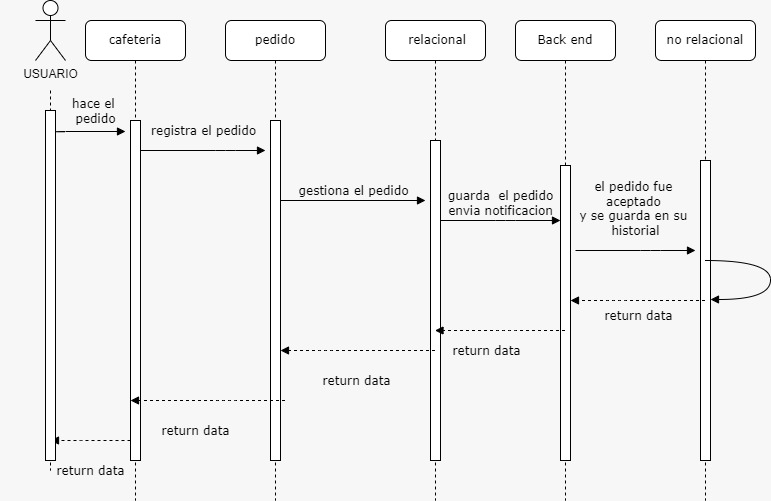 USUARIO
cafeteria
pedido
relacional
Back end
no relacional
hace el
pedido
registra el pedido
gestiona el pedido
guarda el pedido
envia notificacion
el pedido fue
aceptado
y se guarda en su
historial
return data
return data
return data
return data
return data